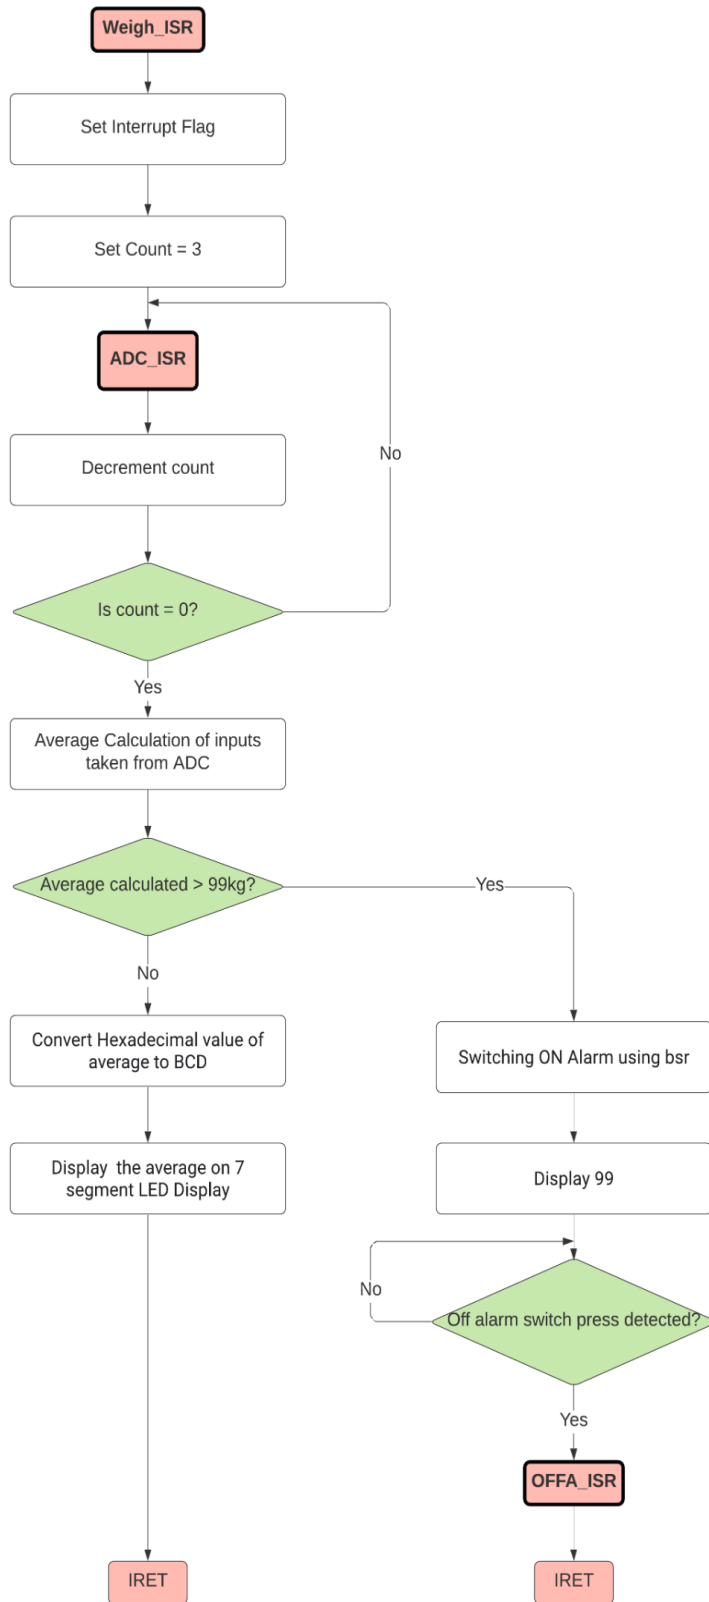 Weigh_ISR
Set Interrupt Flag
Set Count = 3
ADC_ISR
Decrement count
No
Is count = 0?
Yes
Average Calculation of inputs
taken from ADC
Average calculated > 99kg?
Yes
No
Convert Hexadecimal value of
average to BCD
Switching ON Alarm using bsr
Display the average on 7
segment LED Display
Display 99
No
Off alarm switch press detected?
Yes
OFFA_ISR
IRET
IRET